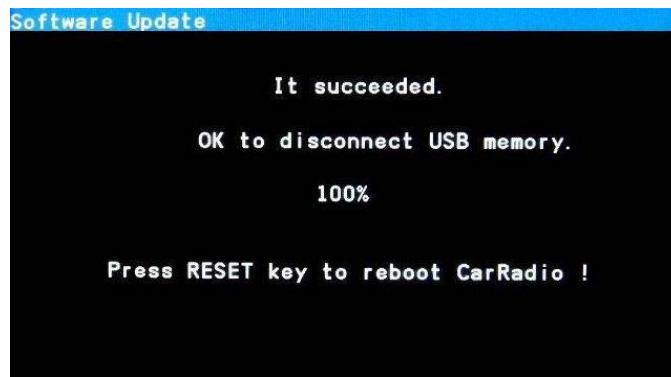 Software Update
It succeeded.
OK to disconnect USB memory.
100%
Press RESET key to reboot CarRadio !